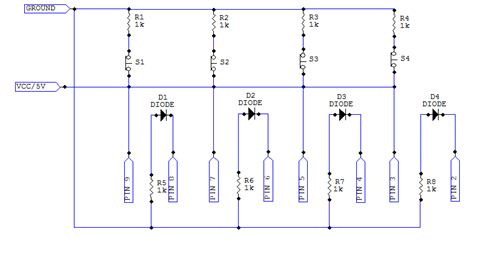 GROUND
R1
1k
R2
1k
R3
1k
R4
1k
S1
S2
S3
S4
VCC/5V
D1
DIODE
D2
DIODE
D3
DIODE
D4
DIODE
PIN 9
R5
1k
PIN 8
PIN 7
R6
1k
PIN 6
PIN 5
R7
1k
PIN 4
PIN 3
R8
1k
PIN 2